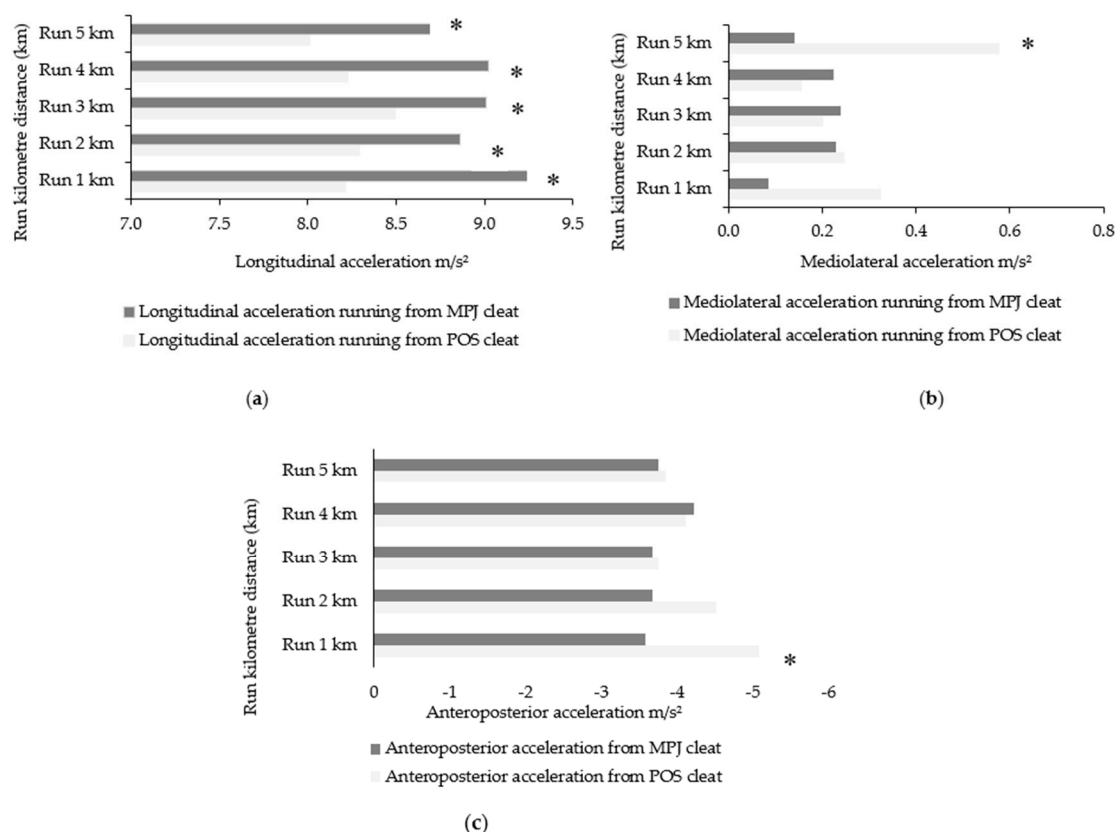 Run kilometre distance (km)
Run 5 km
*
Run 4 km
*
Run 3 km
*
Run 2 km
*
Run 1 km
*
7.0 7.5 8.0 8.5 9.0 9.5
Longitudinal acceleration m/s²
Longitudinal acceleration running from MPJ cleat
Longitudinal acceleration running from POS cleat
(a)
Run kilometre distance (km)
Run 5 km
*
Run 4 km
Run 3 km
Run 2 km
Run 1 km
0.0 0.2 0.4 0.6 0.8
Mediolateral acceleration m/s²
Mediolateral acceleration running from MPJ cleat
Mediolateral acceleration running from POS cleat
(b)
Run kilometre distance (km)
Run 5 km
Run 4 km
Run 3 km
Run 2 km
Run 1 km
*
0 -1 -2 -3 -4 -5 -6
Anteroposterior acceleration m/s²
Anteroposterior acceleration from MPJ cleat
Anteroposterior acceleration from POS cleat
(c)